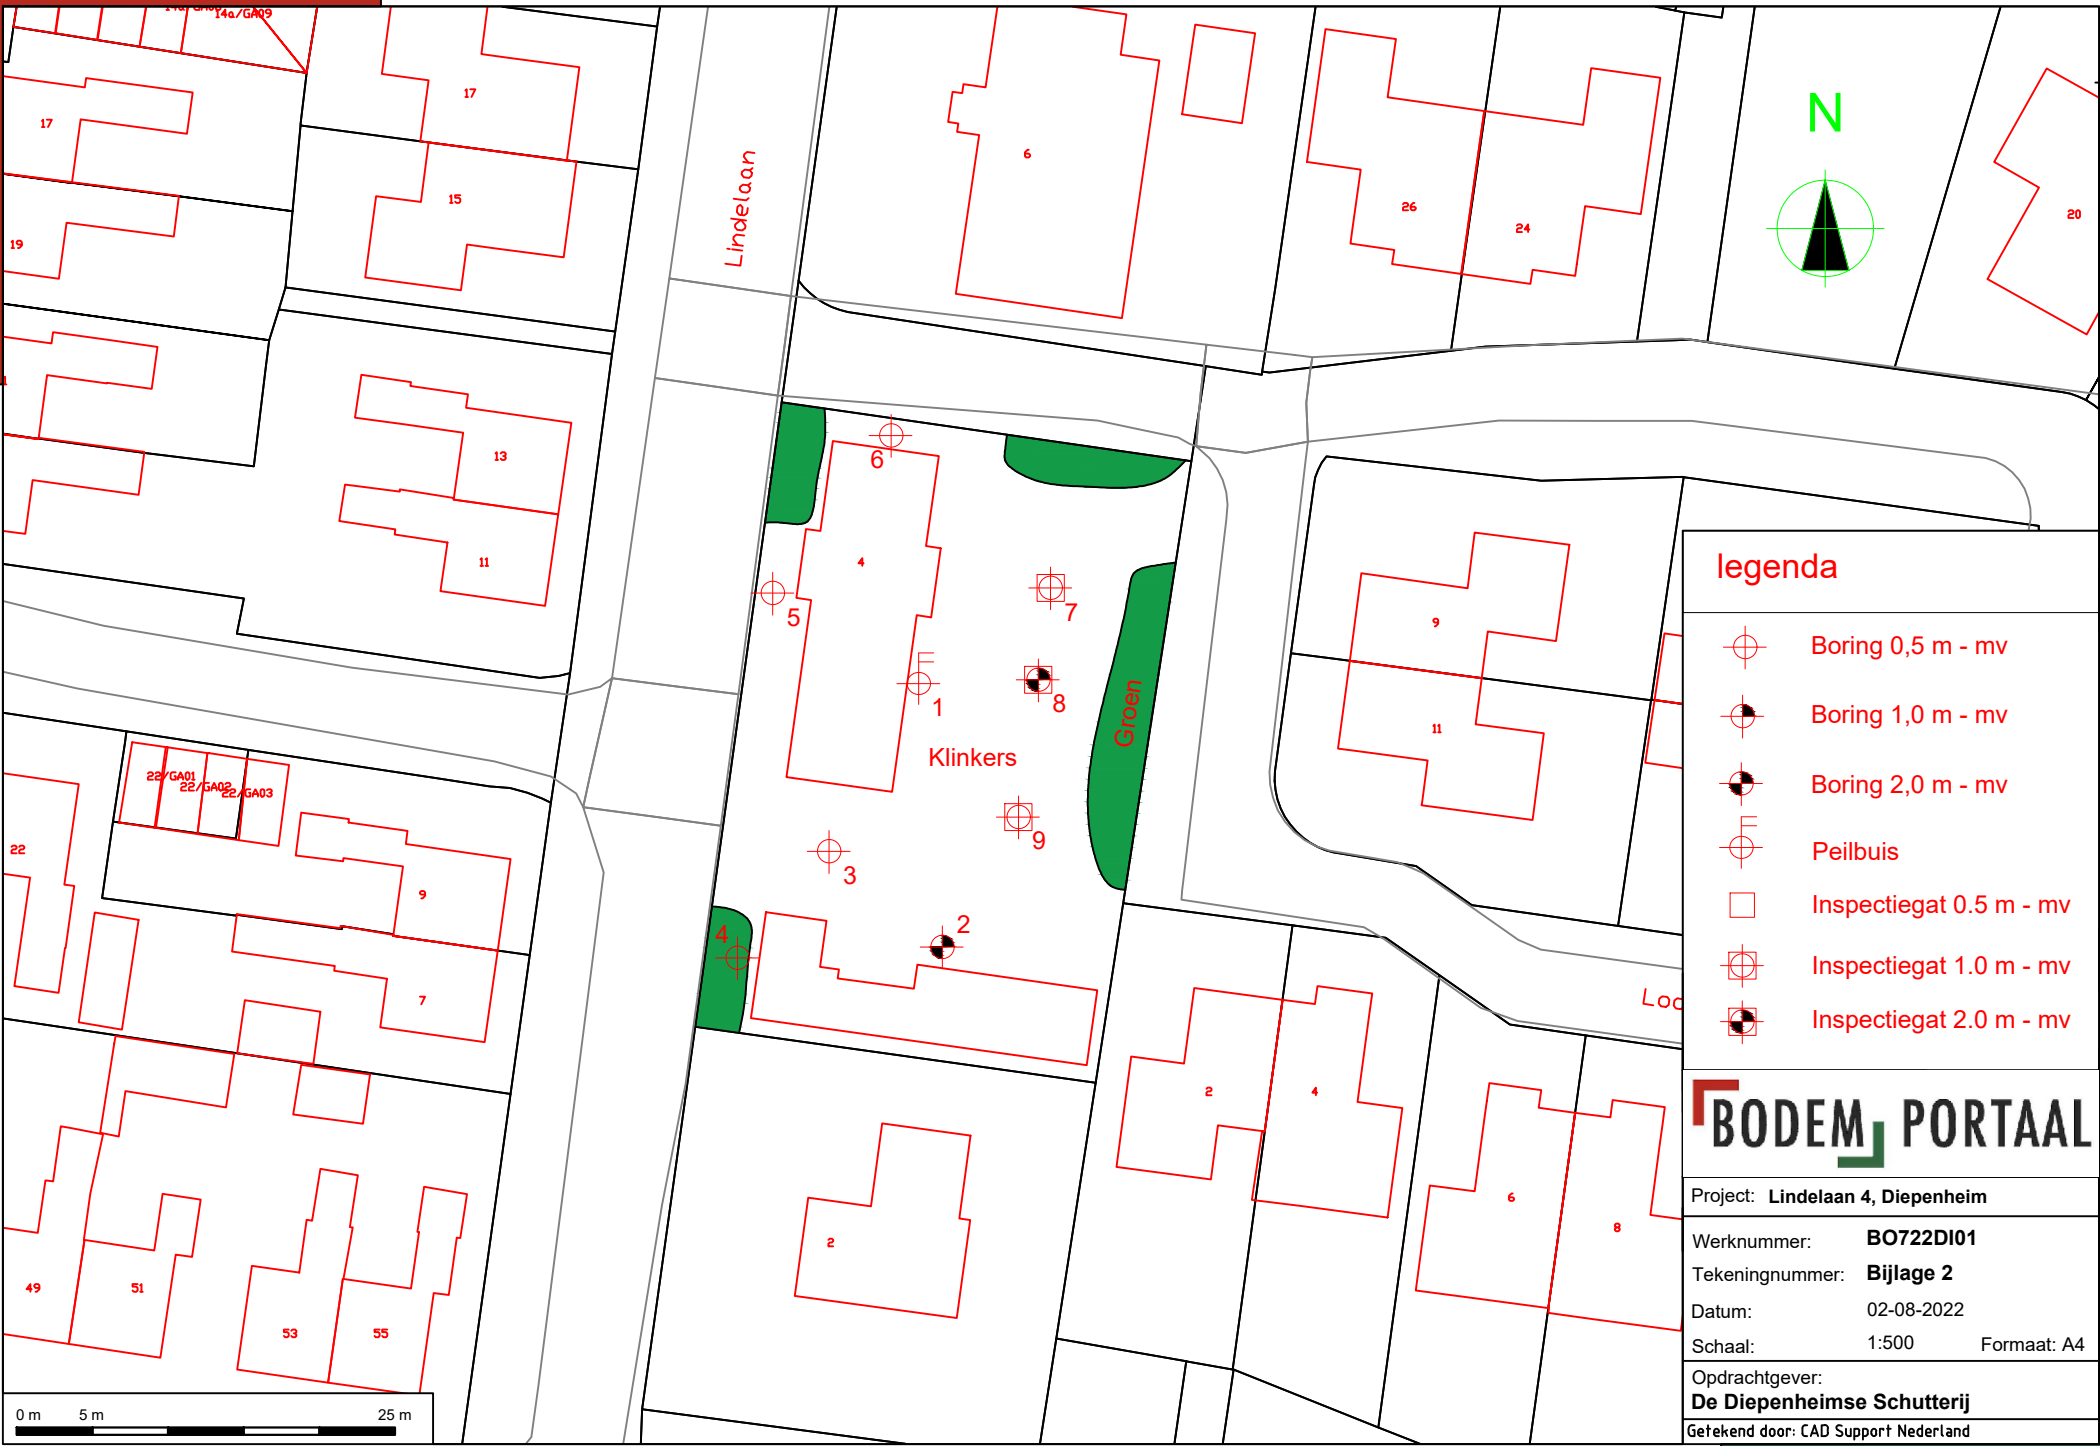 14a/GA09
17
17
15
19
Lindelaan
6
26
24
N
20
13
11
4
6
5
7
1
8
Klinkers
Groen
9
3
2
4
9
11
22/GA01
22/GA02
22/GA03
22
9
7
2
4
6
8
2
49
51
53
55
0 m 5 m 25 m
legenda
Boring 0,5 m - mv
Boring 1,0 m - mv
Boring 2,0 m - mv
Peilbuis
Inspectiegat 0.5 m - mv
Inspectiegat 1.0 m - mv
Inspectiegat 2.0 m - mv
BODEM PORTAAL
Project: Lindelaan 4, Diepenheim
Werknummer: BO722DI01
Tekeningnummer: Bijlage 2
Datum: 02-08-2022
Schaal: 1:500 Formaat: A4
Opdrachtgever:
De Diepenheimse Schutterij
Getekend door: CAD Support Nederland